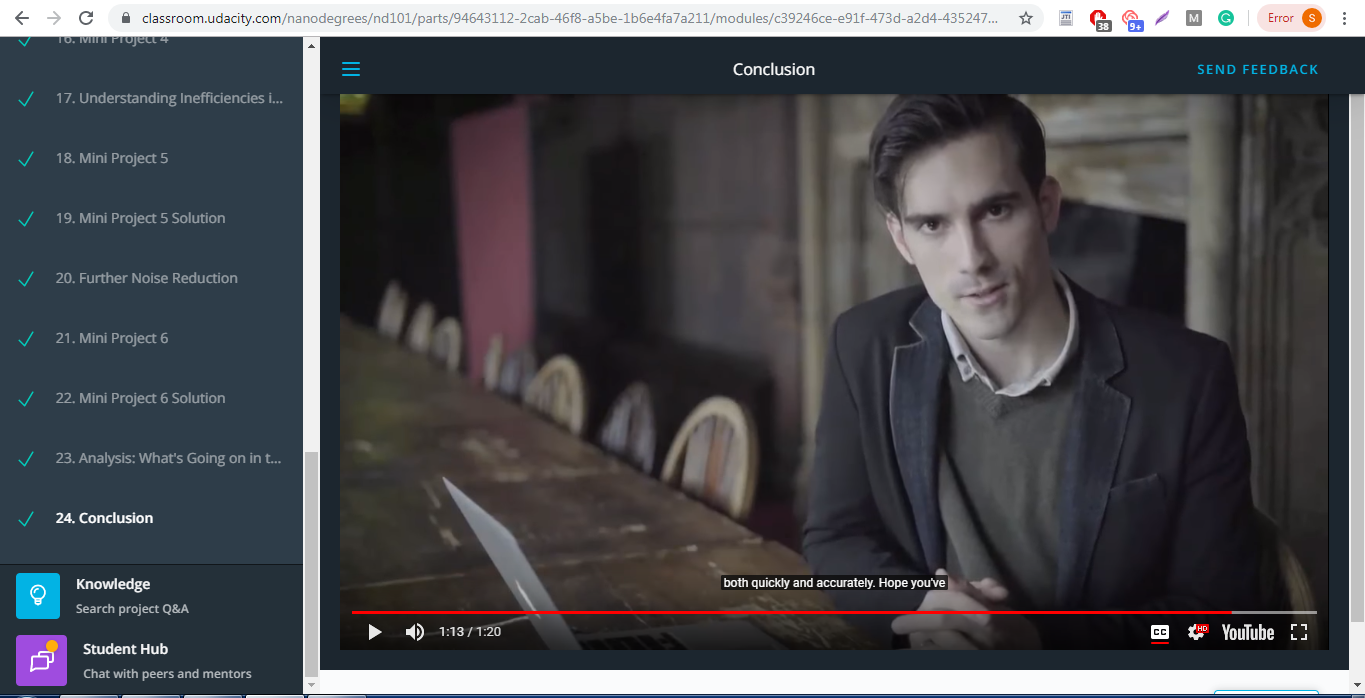 classroom.udacity.com/nanodegrees/nd101/parts/94643112-2cab-46f8-a5be-1b6e4fa7a211/modules/c39246ce-e91f-473d-a2d4-435247...
JTI
38
9+
M
G
Error
S
16. Mini Project 4
17. Understanding Inefficiencies i...
18. Mini Project 5
19. Mini Project 5 Solution
20. Further Noise Reduction
21. Mini Project 6
22. Mini Project 6 Solution
23. Analysis: What's Going on in t...
24. Conclusion
Knowledge
Search project Q&A
Student Hub
Chat with peers and mentors
Conclusion
SEND FEEDBACK
both quickly and accurately. Hope you've
1:13 / 1:20
CC
HD
YouTube